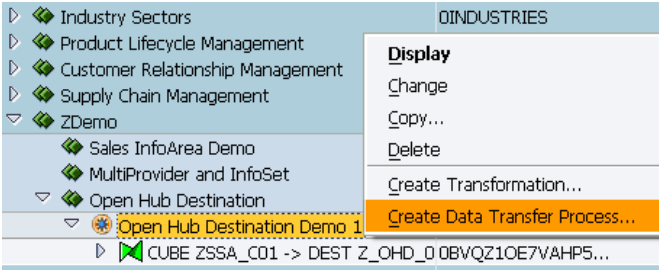 Industry Sectors 0INDUSTRIES
Product Lifecycle Management
Customer Relationship Management
Supply Chain Management
ZDemo
Sales InfoArea Demo
MultiProvider and InfoSet
Open Hub Destination
Open Hub Destination Demo 1
CUBE ZSSA_C01 -> DEST Z_OHD_0 0BVQZ1OE7VAHP5...
Display
Change
Copy...
Delete
Create Transformation...
Create Data Transfer Process...